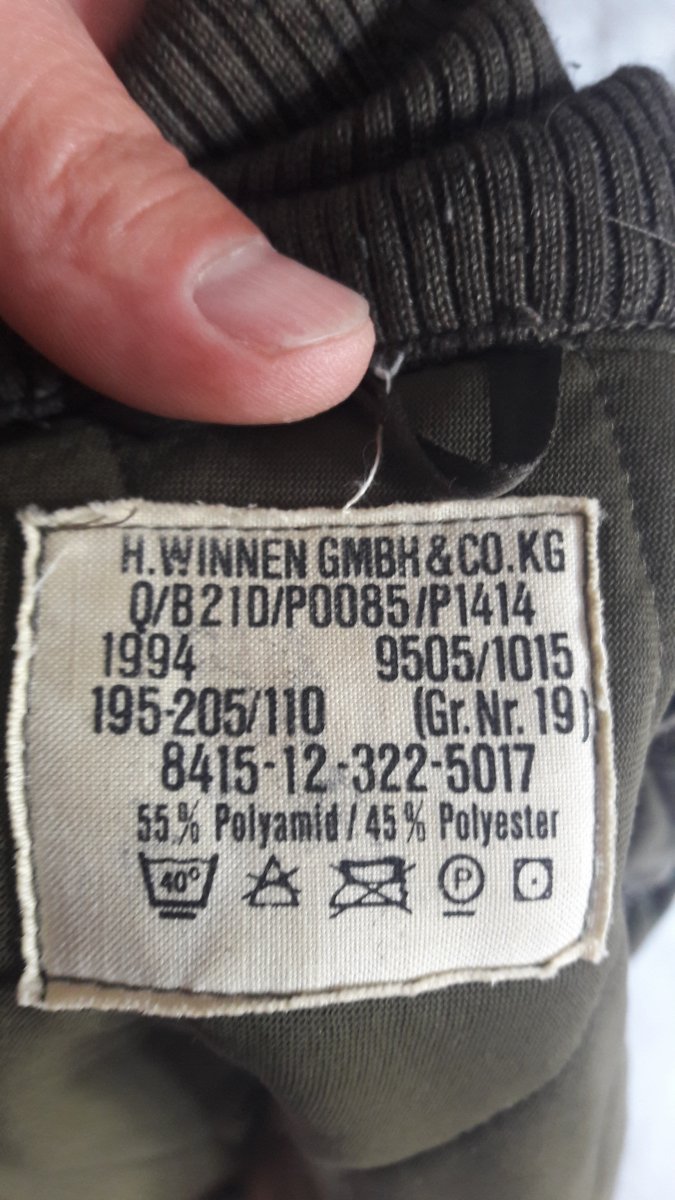 H.WINNEN GMBH & CO.KG
Q/B21D/P0085/P1414
1994 9505/1015
195-205/110 (Gr.Nr. 19)
8415-12-322-5017
55% Polyamid / 45% Polyester
40° P